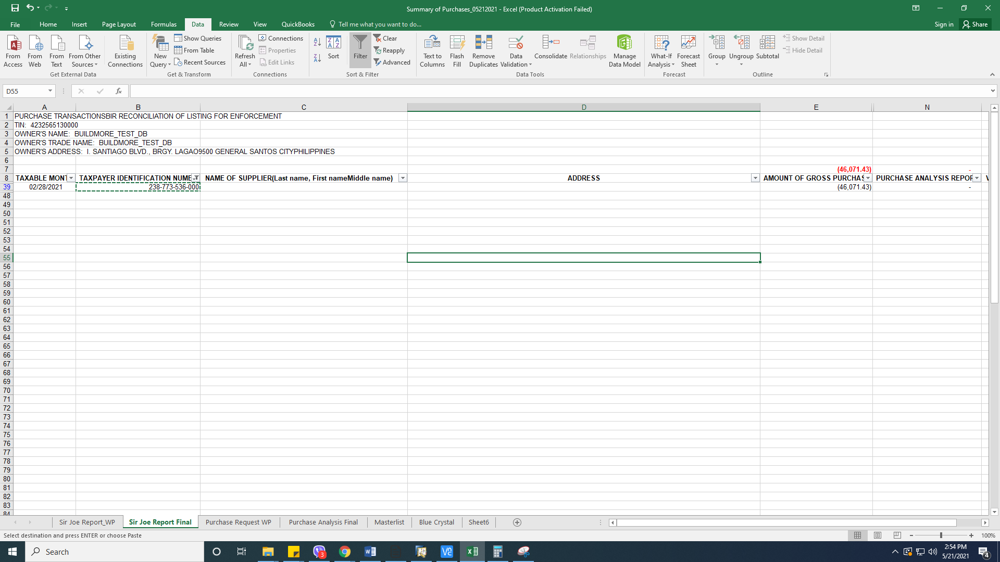 Summary of Purchases_05212021 - Excel (Product Activation Failed)
File Home Insert Page Layout Formulas Data Review View QuickBooks Tell me what you want to do... Sign in Share
From Access
From Web
From Text
From Other Sources
Existing Connections
Get External Data
New Query
Show Queries
From Table
Recent Sources
Get & Transform
Refresh All
Connections
Properties
Edit Links
Connections
Sort
Filter
Clear
Reapply
Advanced
Sort & Filter
Text to Columns
Flash Fill
Remove Duplicates
Data Validation
Consolidate
Relationships
Manage Data Model
Data Tools
What-If Analysis
Forecast Sheet
Forecast
Group
Ungroup
Subtotal
Show Detail
Hide Detail
Outline
D55
fx
A B C D E N
1 PURCHASE TRANSACTIONSBIR RECONCILIATION OF LISTING FOR ENFORCEMENT
2 TIN: 4232565130000
3 OWNER'S NAME: BUILDMORE_TEST_DB
4 OWNER'S TRADE NAME: BUILDMORE_TEST_DB
5 OWNER'S ADDRESS: I. SANTIAGO BLVD., BRGY. LAGAO9500 GENERAL SANTOS CITYPHILIPPINES
6
7 (46,071.43) -
8 TAXABLE MONT TAXPAYER IDENTIFICATION NUME NAME OF SUPPLIER(Last name, First nameMiddle name) ADDRESS AMOUNT OF GROSS PURCHAS PURCHASE ANALYSIS REPOR V
39 02/28/2021 238-773-536-000 (46,071.43) -
48
49
50
51
52
53
54
55
56
57
58
59
60
61
62
63
64
65
66
67
68
69
70
71
72
73
74
75
76
77
78
79
80
81
82
83
84
Sir Joe Report_WP Sir Joe Report Final Purchase Request WP Purchase Analysis Final Masterlist Blue Crystal Sheet6
Select destination and press ENTER or choose Paste
100%
Search
3
2:54 PM
5/21/2021
4